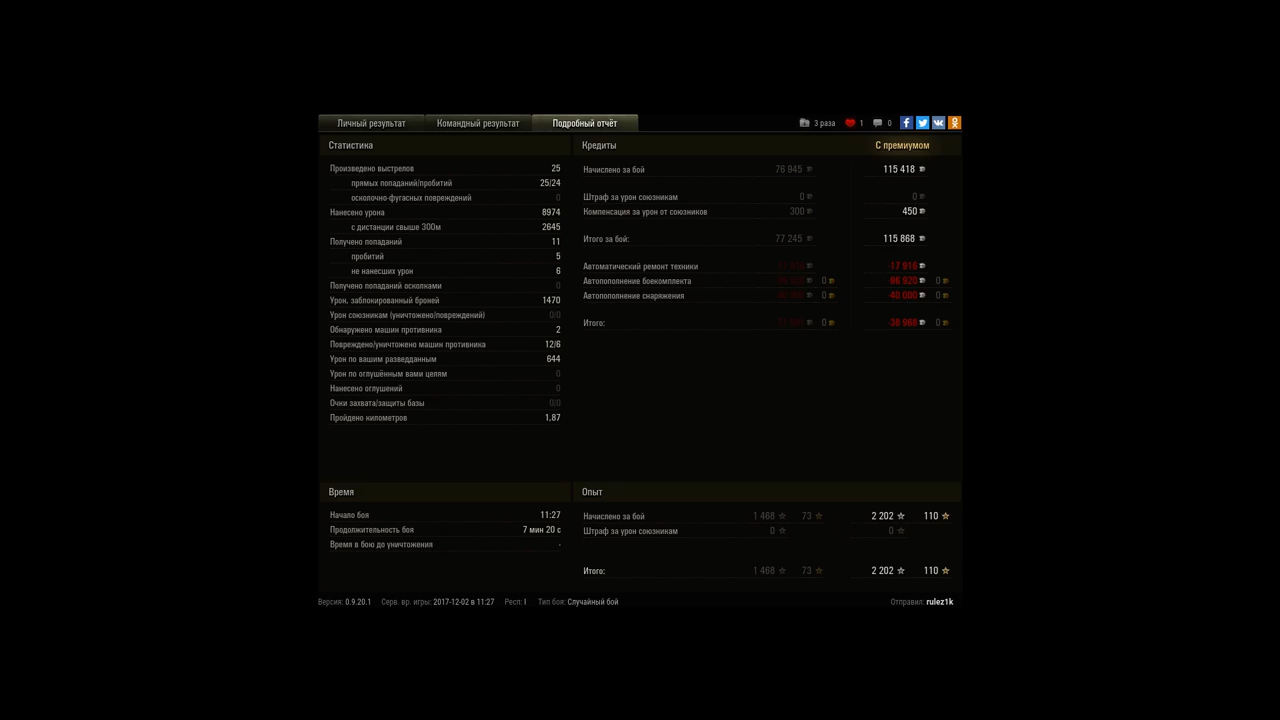 Личный результат Командный результат Подробный отчёт 3 раза 1 0
Статистика
Произведено выстрелов 25
прямых попаданий/пробитий 25/24
осколочно-фугасных повреждений 0
Нанесено урона 8974
с дистанции свыше 300м 2645
Получено попаданий 11
пробитий 5
не нанесших урон 6
Получено попаданий осколками 0
Урон, заблокированный бронёй 1470
Урон союзникам (уничтожено/повреждений) 0/0
Обнаружено машин противника 2
Повреждено/уничтожено машин противника 12/6
Урон по вашим разведданным 644
Урон по оглушённым вами целям 0
Нанесено оглушений 0
Очки захвата/защиты базы 0/0
Пройдено километров 1,87
Кредиты С премиумом
Начислено за бой 76 945 115 418
Штраф за урон союзникам 0 0
Компенсация за урон от союзников 300 450
Итого за бой: 77 245 115 868
Автоматический ремонт техники -17 916
Автопополнение боекомплекта 0 -96 920 0
Автопополнение снаряжения 0 -40 000 0
Итого: 0 -38 968 0
Время
Начало боя 11:27
Продолжительность боя 7 мин 20 с
Время в бою до уничтожения -
Опыт
Начислено за бой 1 468 73 2 202 110
Штраф за урон союзникам 0 0
Итого: 1 468 73 2 202 110
Версия: 0.9.20.1 Серв. вр. игры: 2017-12-02 в 11:27 Респ: I Тип боя: Случайный бой Отправил: rulez1k